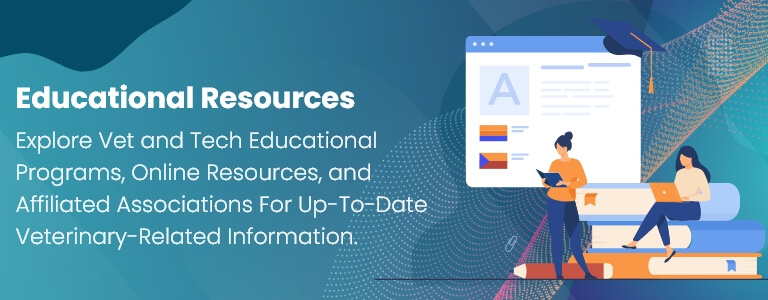 Educational Resources
Explore Vet and Tech Educational
Programs, Online Resources, and
Affiliated Associations For Up-To-Date
Veterinary-Related Information.
A